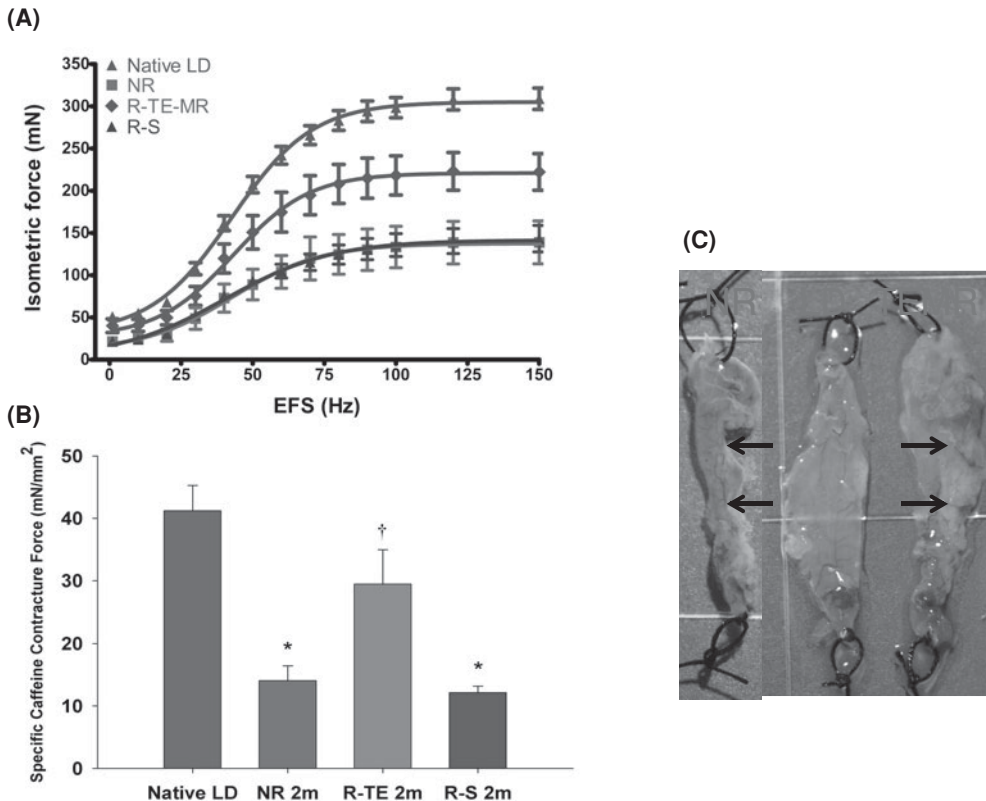 (A)
350
300
250
200
150
100
50
0
Isometric force (mN)
Native LD
NR
R-TE-MR
R-S
0
25
50
75
100
125
150
EFS (Hz)
(B)
50
40
30
20
10
0
Specific Caffeine Contracture Force (mN/mm²)
*
†
*
Native LD
NR 2m
R-TE 2m
R-S 2m
(C)
NR